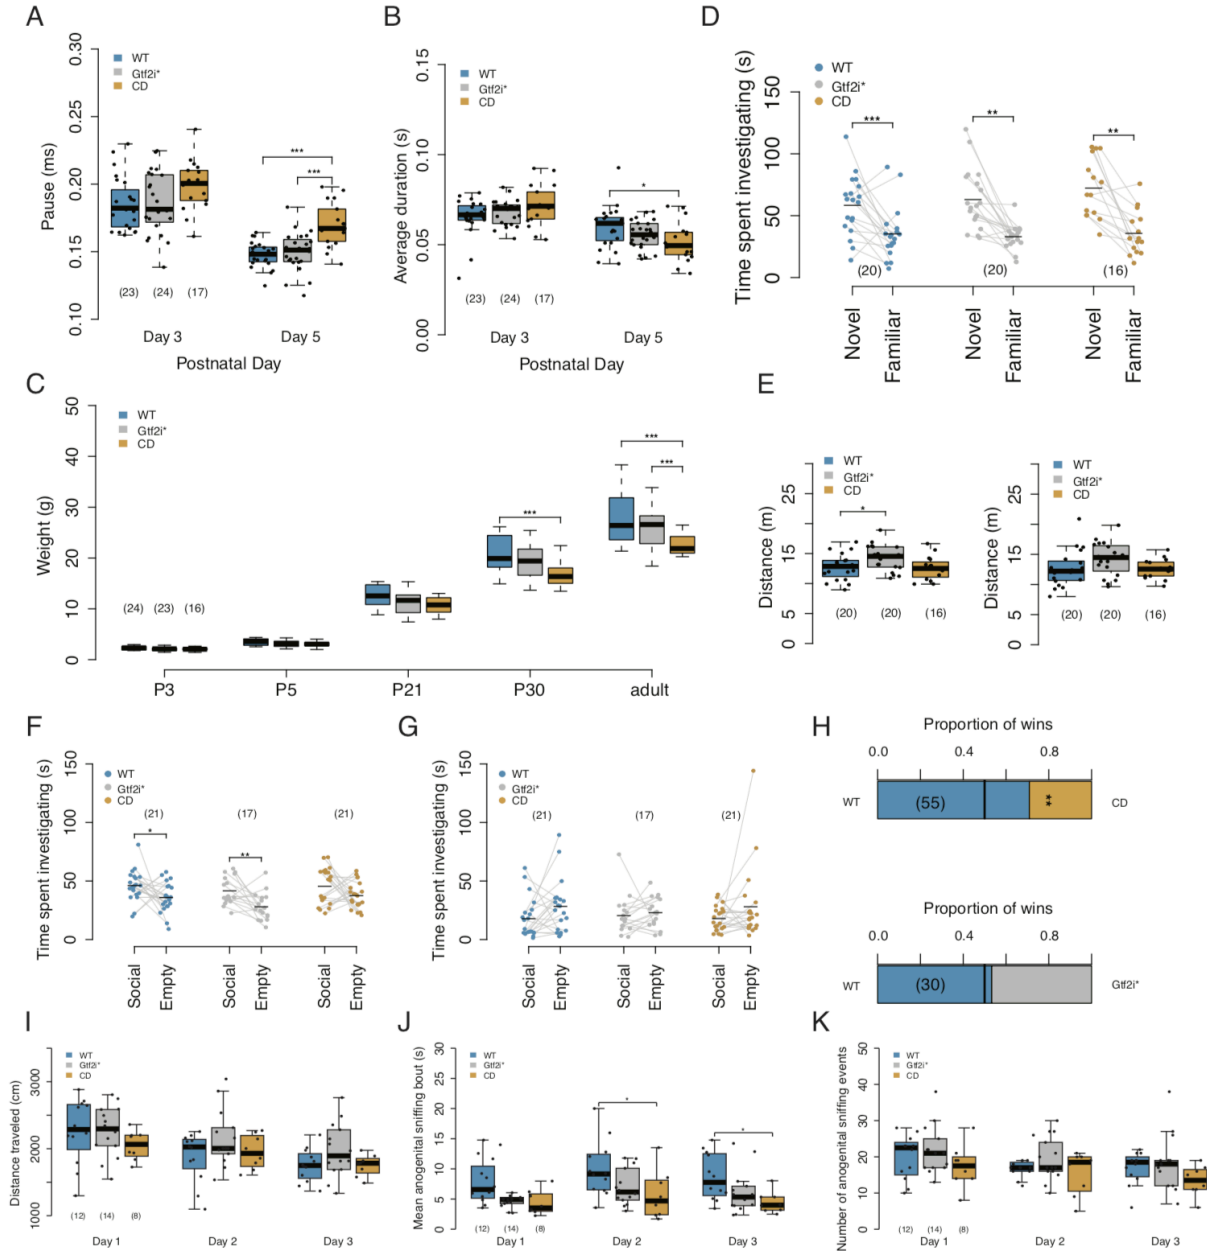 A
Pause (ms)
0.30
0.25
0.20
0.15
0.10
WT
Gtf2i*
CD
***
***
(23)
(24)
(17)
Day 3
Day 5
Postnatal Day
B
Average duration (s)
0.15
0.10
0.05
0.00
WT
Gtf2i*
CD
*
(23)
(24)
(17)
Day 3
Day 5
Postnatal Day
D
Time spent investigating (s)
150
100
50
0
WT
Gtf2i*
CD
***
**
**
(20)
(20)
(16)
Novel
Familiar
Novel
Familiar
Novel
Familiar
C
Weight (g)
50
40
30
20
10
0
WT
Gtf2i*
CD
***
***
***
(24)
(23)
(16)
P3
P5
P21
P30
adult
E
Distance (m)
25
15
5
0
WT
Gtf2i*
CD
*
(20)
(20)
(16)
Distance (m)
25
15
5
0
WT
Gtf2i*
CD
(20)
(20)
(16)
F
Time spent investigating (s)
150
100
50
0
WT
Gtf2i*
CD
(21)
(17)
(21)
*
**
Social
Empty
Social
Empty
Social
Empty
G
Time spent investigating (s)
150
100
50
0
WT
Gtf2i*
CD
(21)
(17)
(21)
Social
Empty
Social
Empty
Social
Empty
H
Proportion of wins
0.0
0.4
0.8
WT
(55)
**
CD
Proportion of wins
0.0
0.4
0.8
WT
(30)
Gtf2i*
I
Distance traveled (cm)
3000
2000
1000
WT
Gtf2i*
CD
(12)
(14)
(8)
Day 1
Day 2
Day 3
J
Mean anogenital sniffing bout (s)
30
25
20
15
10
5
0
WT
Gtf2i*
CD
*
*
(12)
(14)
(8)
Day 1
Day 2
Day 3
K
Number of anogenital sniffing events
50
40
30
20
10
0
WT
Gtf2i*
CD
(12)
(14)
(8)
Day 1
Day 2
Day 3